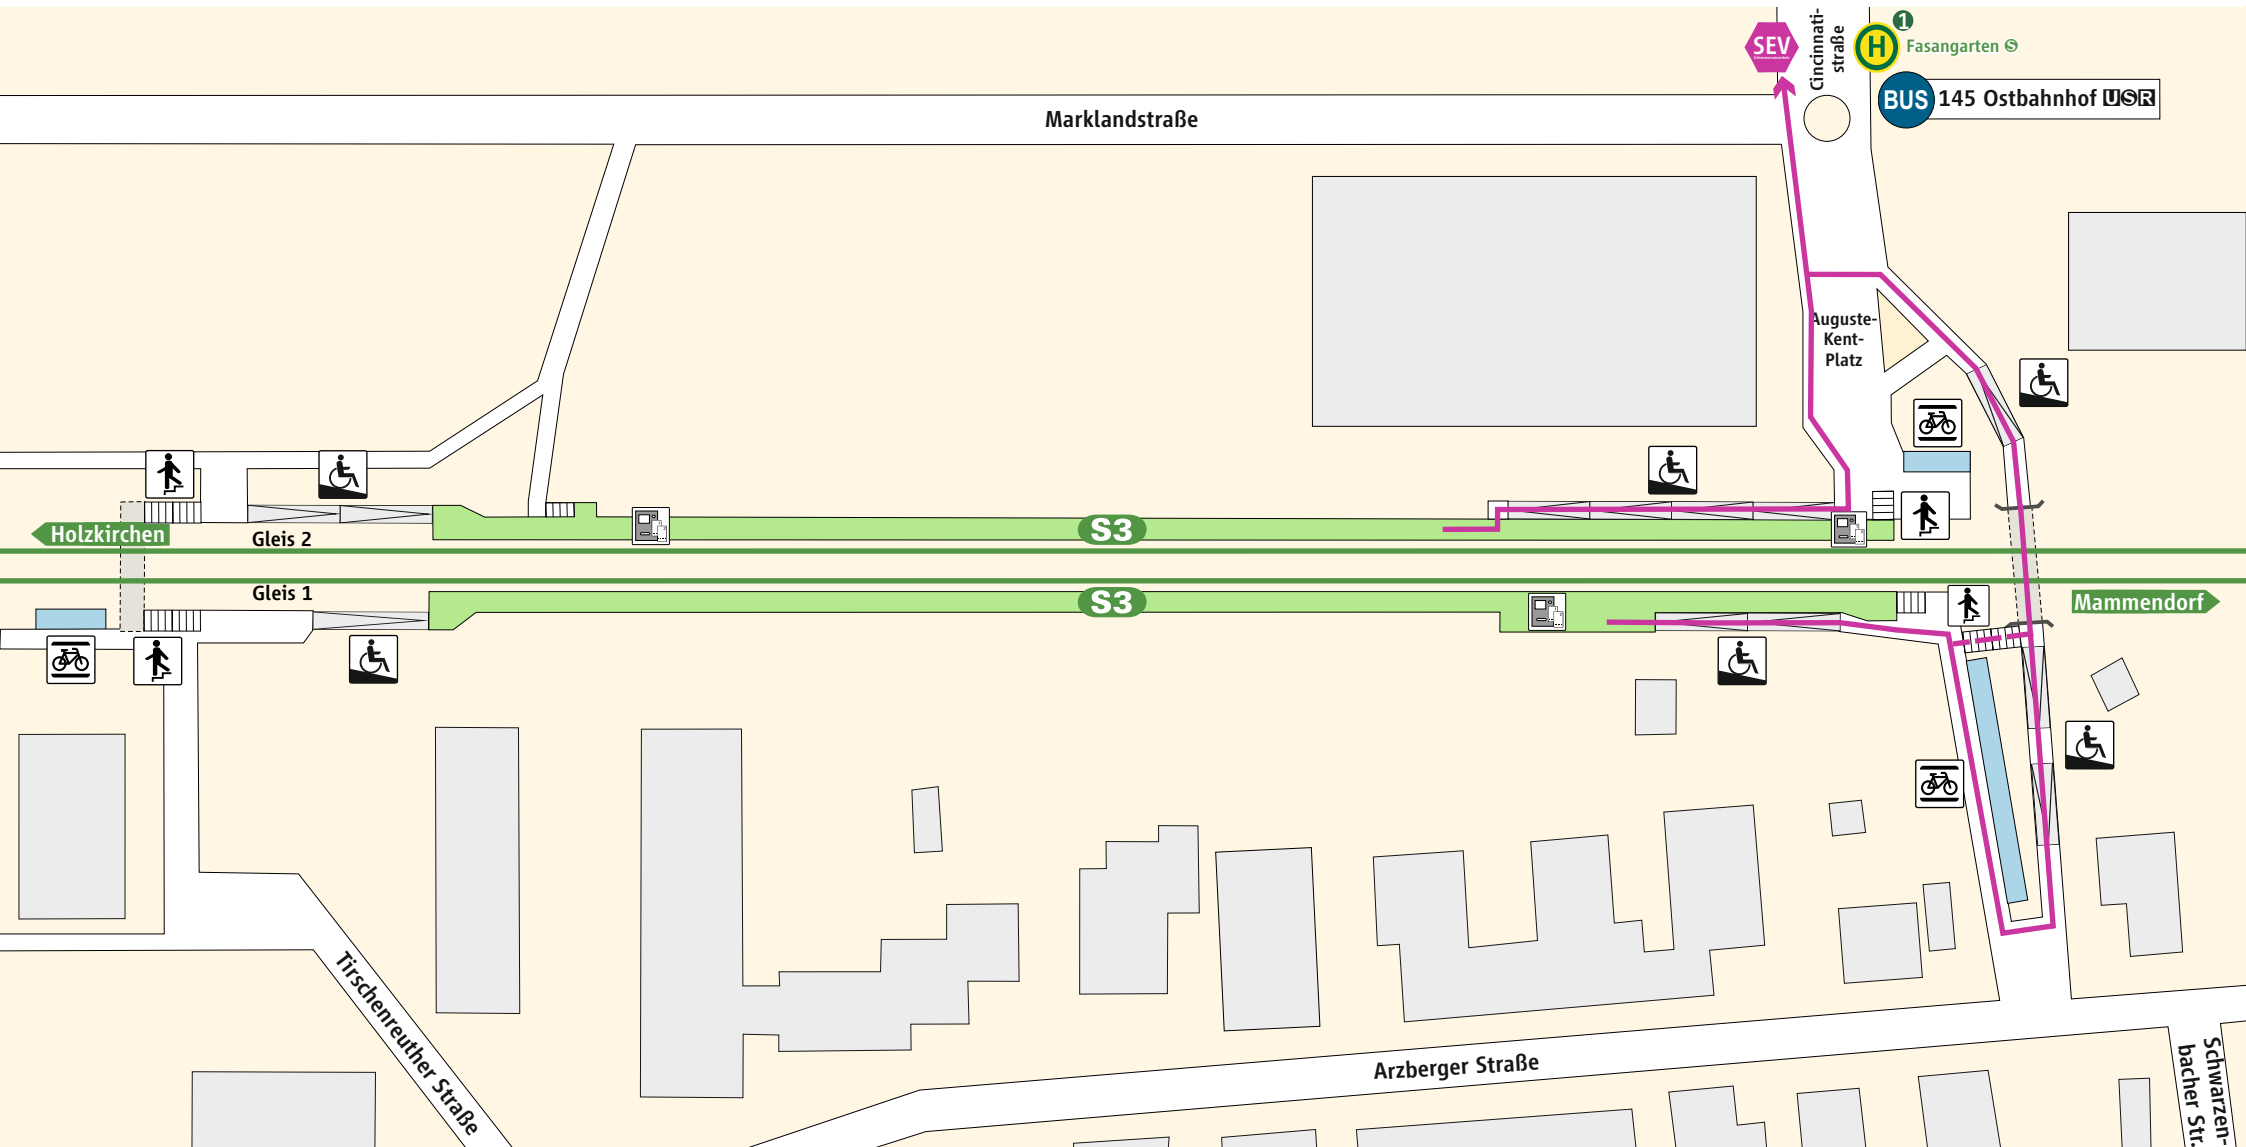 SEV
Cincinnati-
straße
H
1
Fasangarten S
BUS
145 Ostbahnhof U S R
Marklandstraße
Auguste-
Kent-
Platz
Holzkirchen
Gleis 2
S3
Gleis 1
S3
Mammendorf
Tirschenreuther Straße
Arzberger Straße
Schwarzen-
bacher Str.